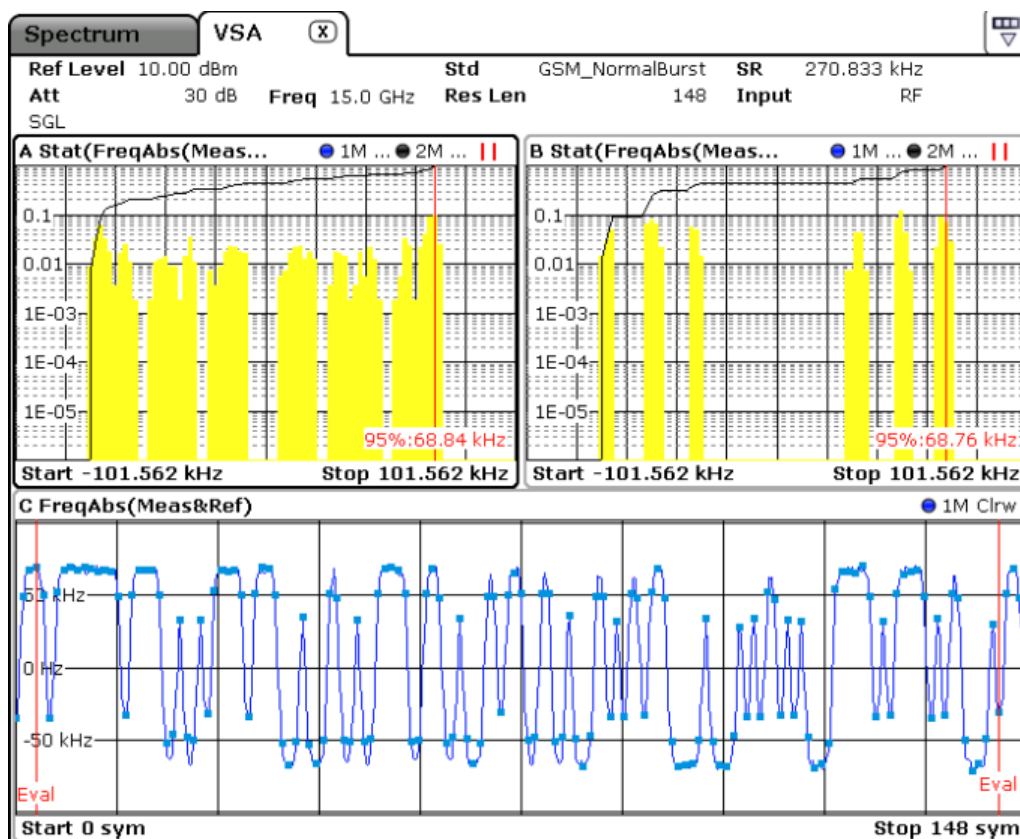 Spectrum VSA X
Ref Level 10.00 dBm Std GSM_NormalBurst SR 270.833 kHz
Att 30 dB Freq 15.0 GHz Res Len 148 Input RF
SGL
A Stat(FreqAbs(Meas... 1M ... 2M ...
0.1
0.01
1E-03
1E-04
1E-05
95%:68.84 kHz
Start -101.562 kHz Stop 101.562 kHz
B Stat(FreqAbs(Meas... 1M ... 2M ...
0.1
0.01
1E-03
1E-04
1E-05
95%:68.76 kHz
Start -101.562 kHz Stop 101.562 kHz
C FreqAbs(Meas&Ref) 1M Clrw
50 kHz
0 Hz
-50 kHz
Eval Eval
Start 0 sym Stop 148 sym